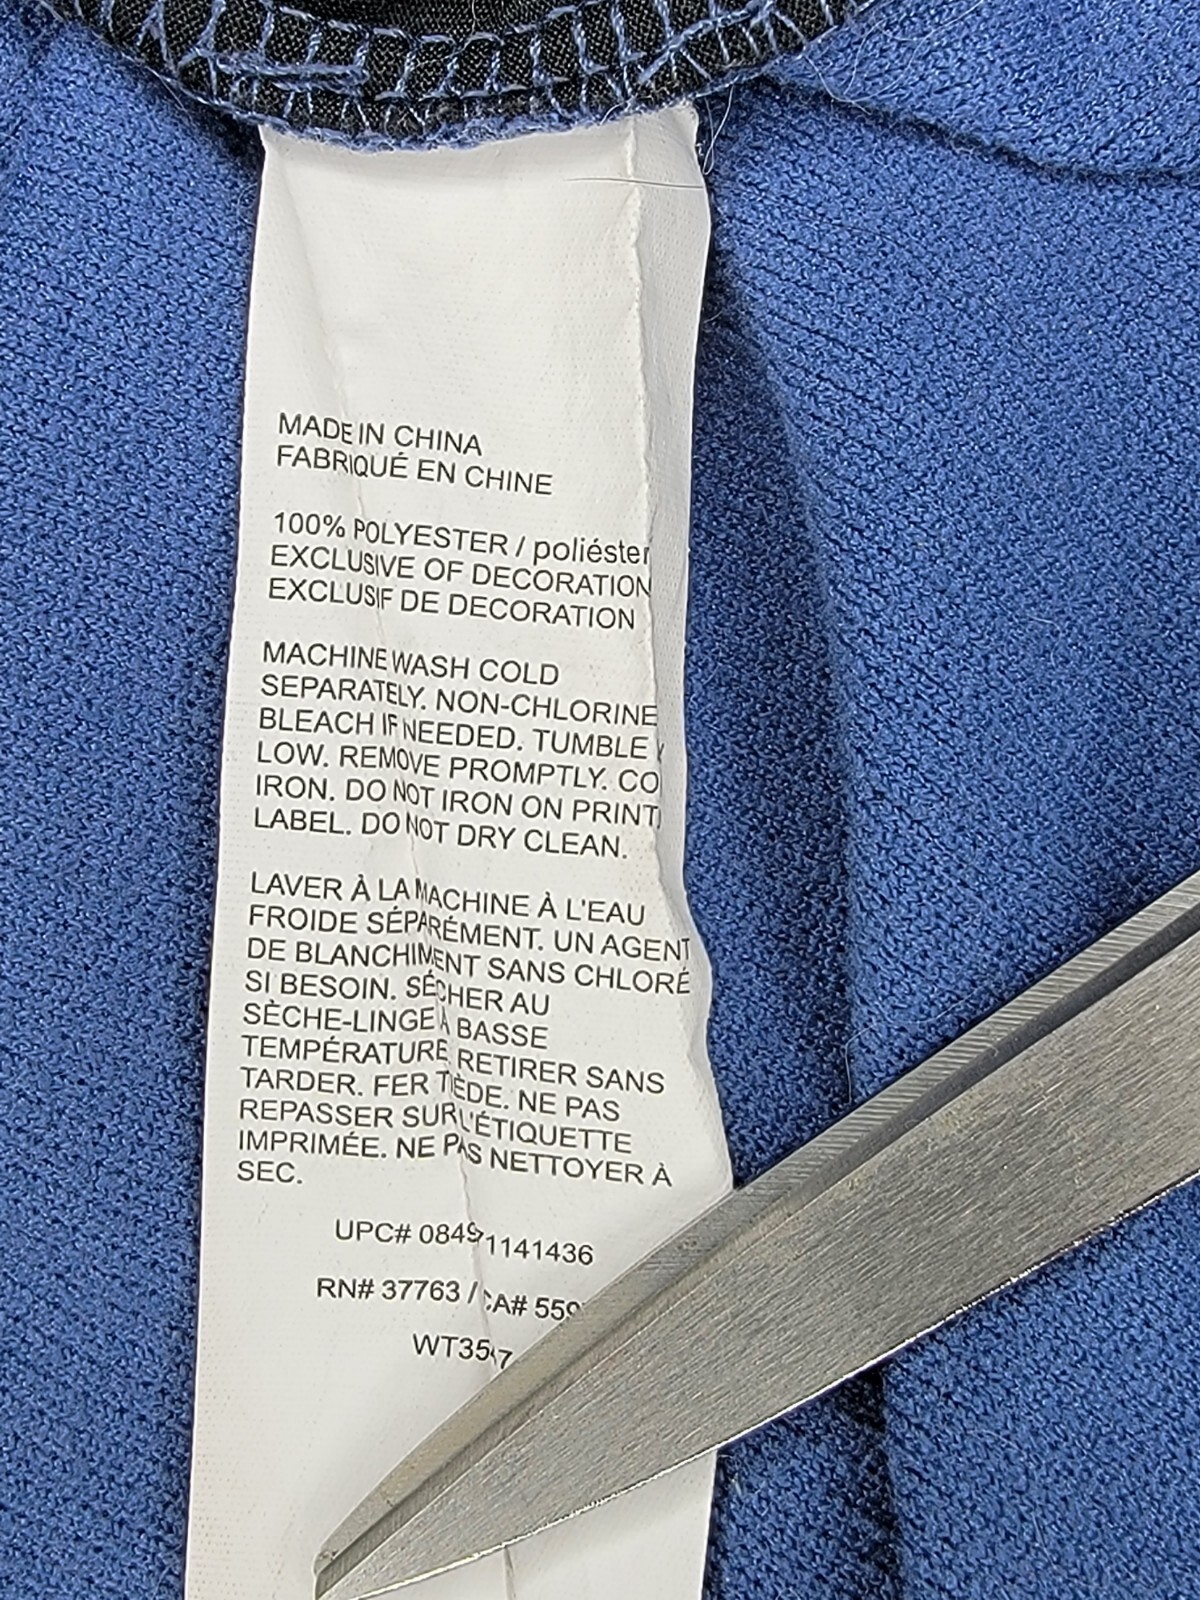 MADE IN CHINA
FABRIQUÉ EN CHINE
100% POLYESTER / poliéster
EXCLUSIVE OF DECORATION
EXCLUSIF DE DECORATION
MACHINE WASH COLD
SEPARATELY. NON-CHLORINE
BLEACH IF NEEDED. TUMBLE
LOW. REMOVE PROMPTLY.
IRON. DO NOT IRON ON
LABEL. DO NOT DRY CLEAN.
LAVER À LA MACHINE À L'EAU
FROIDE SÉPARÉMENT. UN AGENT
DE BLANCHIMENT SANS CHLORÉ
SI BESOIN. SÉCHER AU
SÈCHE-LINGE À BASSE
TEMPÉRATURE RETIRER SANS
TARDER. FER TIÈDE. NE PAS
REPASSER SUR L'ÉTIQUETTE
IMPRIMÉE. NE PAS NETTOYER À
SEC.
UPC#
RN# 37763 / CA#